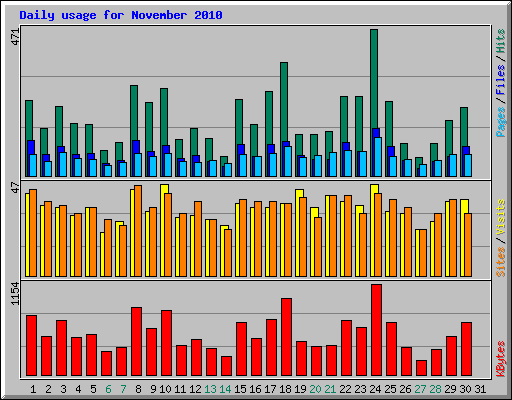 Daily usage for November 2010
471
Pages / Files / Hits
47
Sites / Visits
1154
KBytes
1 2 3 4 5 6 7 8 9 10 11 12 13 14 15 16 17 18 19 20 21 22 23 24 25 26 27 28 29 30 31